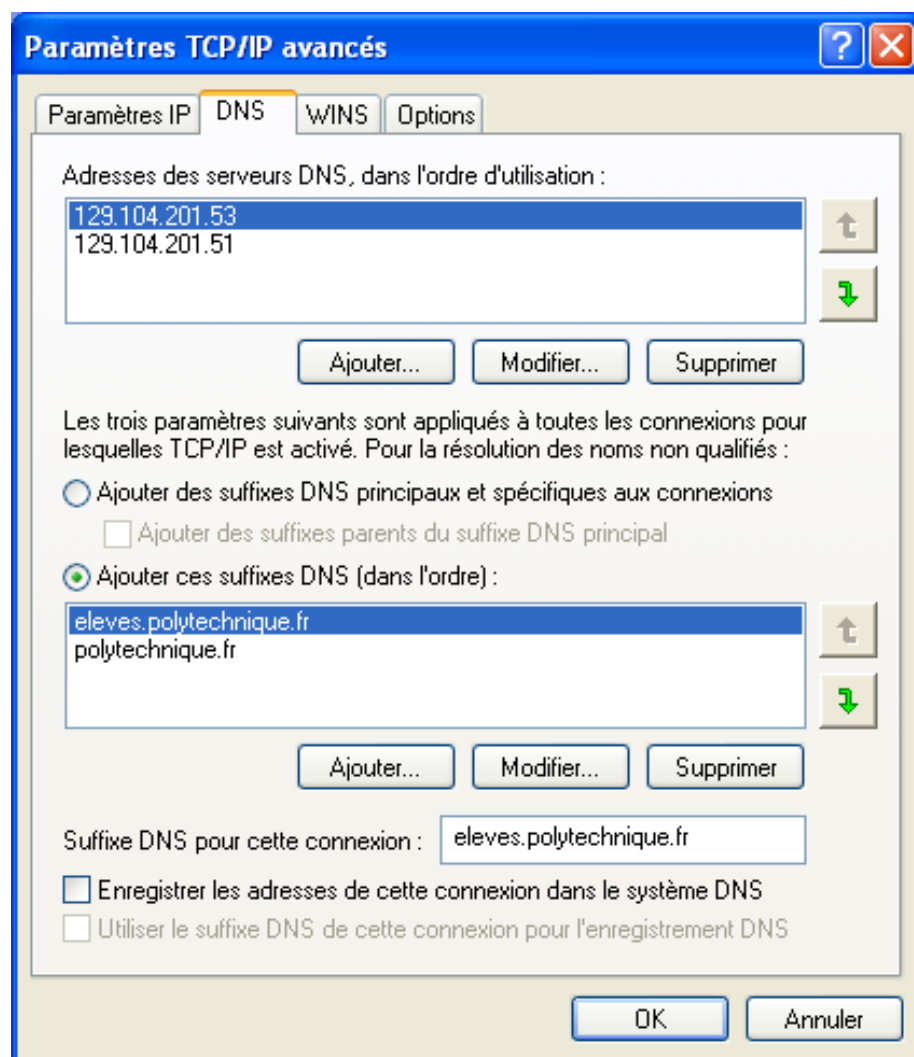 Paramètres TCP/IP avancés
Paramètres IP DNS WINS Options
Adresses des serveurs DNS, dans l'ordre d'utilisation :
129.104.201.53
129.104.201.51
Ajouter... Modifier... Supprimer
Les trois paramètres suivants sont appliqués à toutes les connexions pour
lesquelles TCP/IP est activé. Pour la résolution des noms non qualifiés :
Ajouter des suffixes DNS principaux et spécifiques aux connexions
Ajouter des suffixes parents du suffixe DNS principal
Ajouter ces suffixes DNS (dans l'ordre) :
eleves.polytechnique.fr
polytechnique.fr
Ajouter... Modifier... Supprimer
Suffixe DNS pour cette connexion : eleves.polytechnique.fr
Enregistrer les adresses de cette connexion dans le système DNS
Utiliser le suffixe DNS de cette connexion pour l'enregistrement DNS
OK Annuler